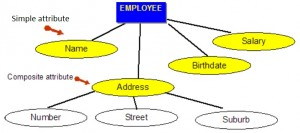 EMPLOYEE
Simple attribute
Name
Salary
Birthdate
Composite attribute
Address
Number
Street
Suburb